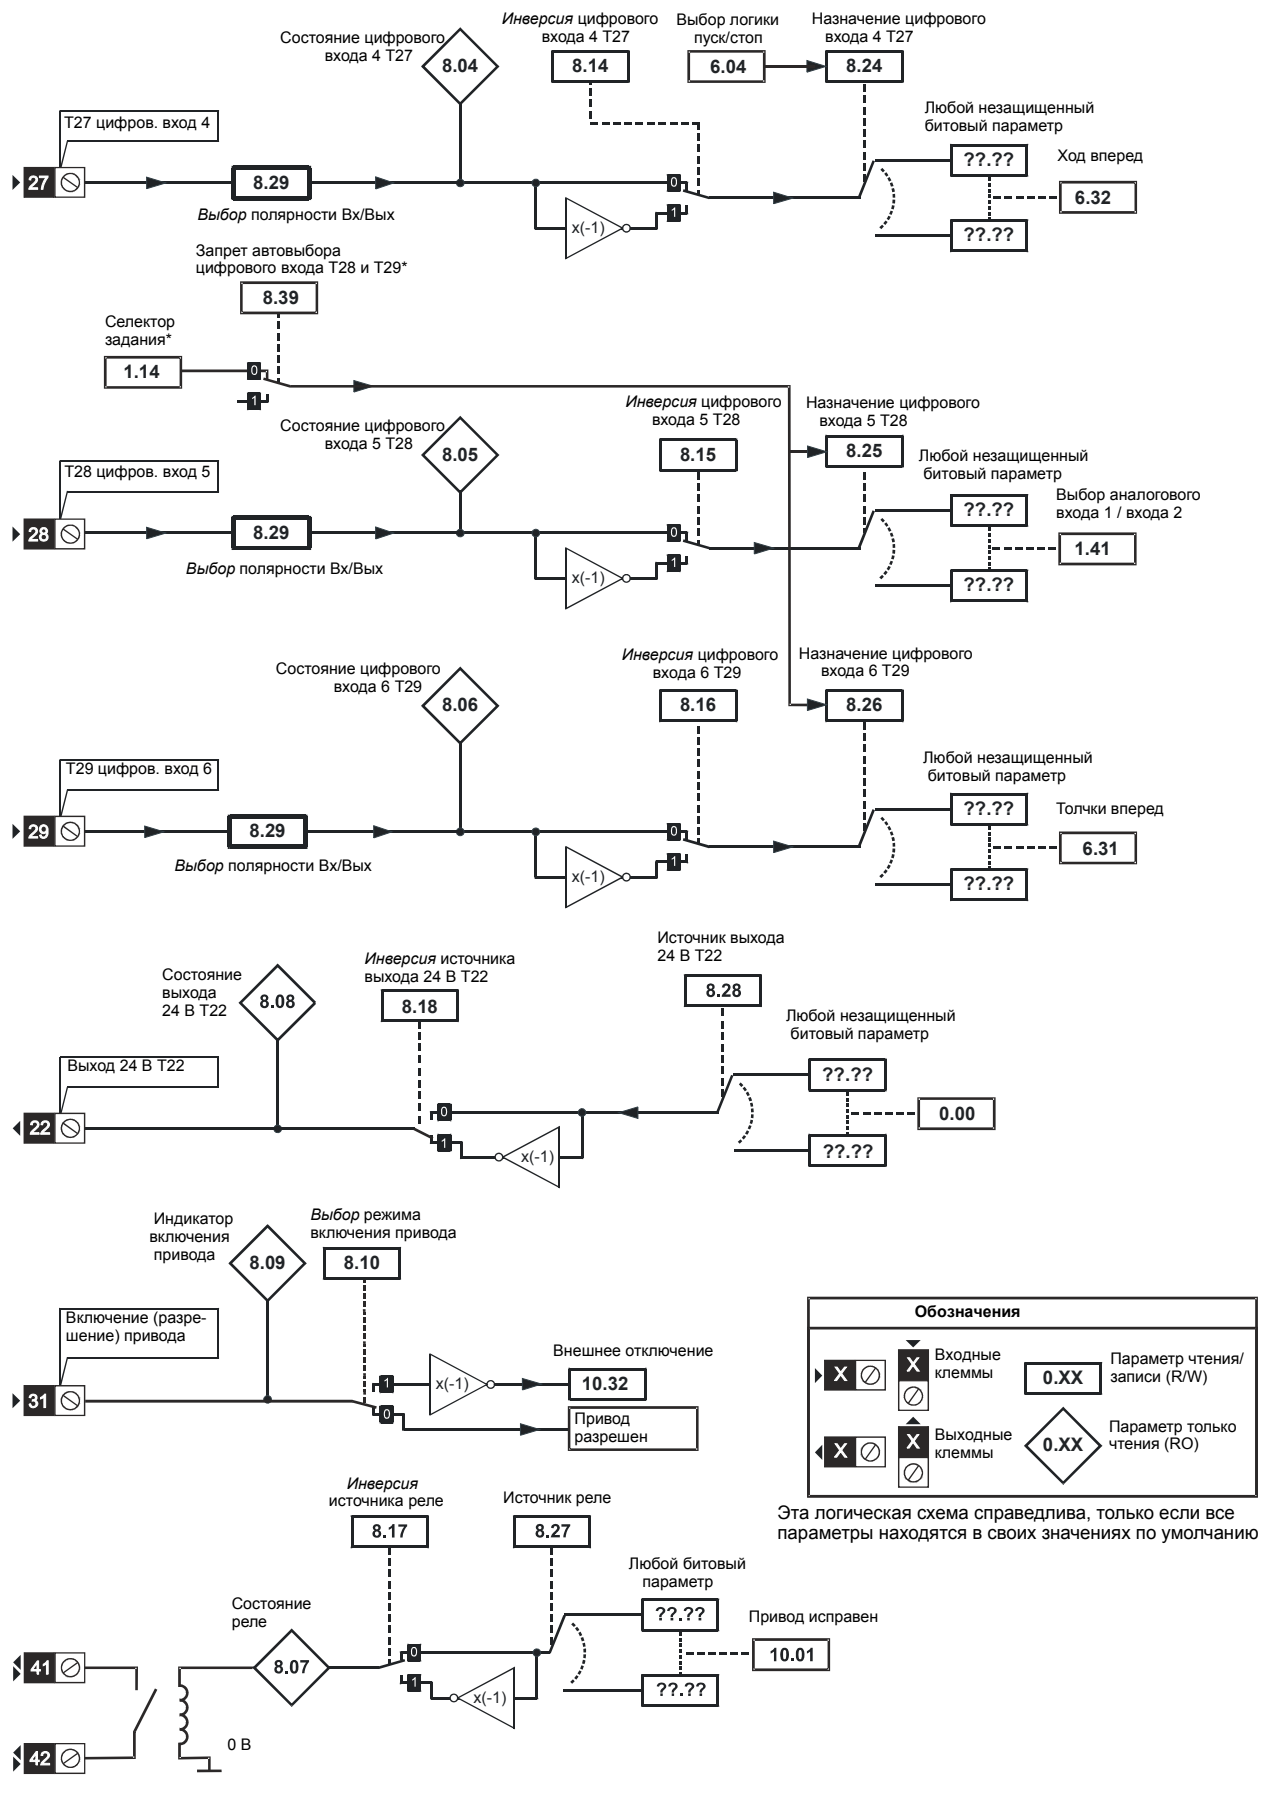 Состояние цифрового
входа 4 T27
8.04
Инверсия цифрового
входа 4 T27
8.14
Выбор логики
пуск/стоп
6.04
Назначение цифрового
входа 4 T27
8.24
T27 цифров. вход 4
27
8.29
Выбор полярности Вх/Вых
x(-1)
0
1
Любой незащищенный
битовый параметр
??.??
??.??
Ход вперед
6.32
Запрет автовыбора
цифрового входа T28 и T29*
8.39
Селектор
задания*
1.14
0
1
Состояние цифрового
входа 5 T28
8.05
Инверсия цифрового
входа 5 T28
8.15
Назначение цифрового
входа 5 T28
8.25
T28 цифров. вход 5
28
8.29
Выбор полярности Вх/Вых
x(-1)
0
1
Любой незащищенный
битовый параметр
??.??
??.??
Выбор аналогового
входа 1 / входа 2
1.41
Состояние цифрового
входа 6 T29
8.06
Инверсия цифрового
входа 6 T29
8.16
Назначение цифрового
входа 6 T29
8.26
T29 цифров. вход 6
29
8.29
Выбор полярности Вх/Вых
x(-1)
0
1
Любой незащищенный
битовый параметр
??.??
??.??
Толчки вперед
6.31
Состояние
выхода
24 В T22
8.08
Инверсия источника
выхода 24 В T22
8.18
Источник выхода
24 В T22
8.28
Выход 24 В T22
22
0
1
x(-1)
Любой незащищенный
битовый параметр
??.??
??.??
0.00
Индикатор
включения
привода
8.09
Выбор режима
включения привода
8.10
Включение (разре-
шение) привода
31
1
0
x(-1)
Внешнее отключение
10.32
Привод
разрешен
Обозначения
X
X
Входные
клеммы
0.XX
Параметр чтения/
записи (R/W)
X
X
Выходные
клеммы
0.XX
Параметр только
чтения (RO)
Эта логическая схема справедлива, только если все
параметры находятся в своих значениях по умолчанию
Инверсия
источника реле
8.17
Источник реле
8.27
Состояние
реле
8.07
0
1
x(-1)
Любой битовый
параметр
??.??
??.??
Привод исправен
10.01
41
42
0 В